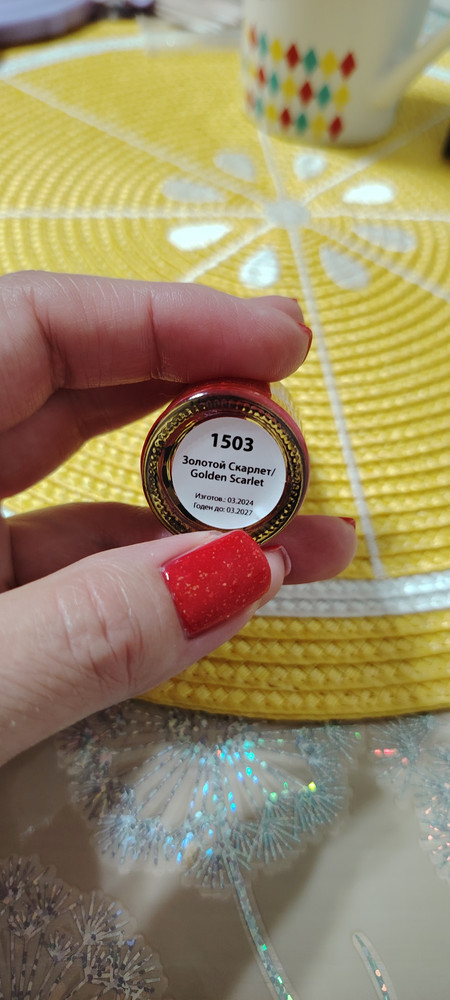 1503
Золотой Скарлет/
Golden Scarlet
Изготов.: 03.2024
Годен до: 03.2027